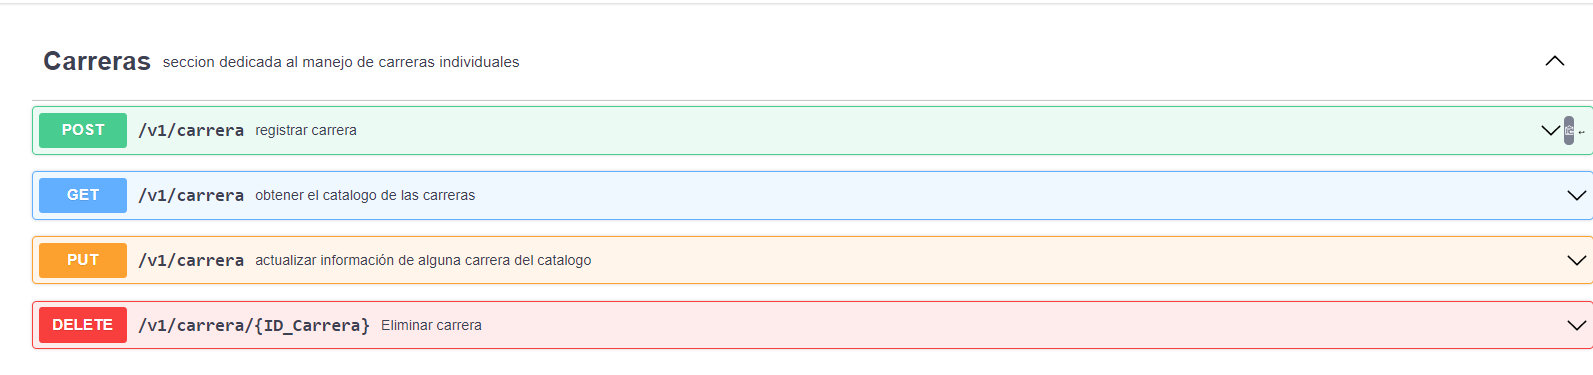 Carreras seccion dedicada al manejo de carreras individuales
POST /v1/carrera registrar carrera
GET /v1/carrera obtener el catalogo de las carreras
PUT /v1/carrera actualizar información de alguna carrera del catalogo
DELETE /v1/carrera/{ID_Carrera} Eliminar carrera